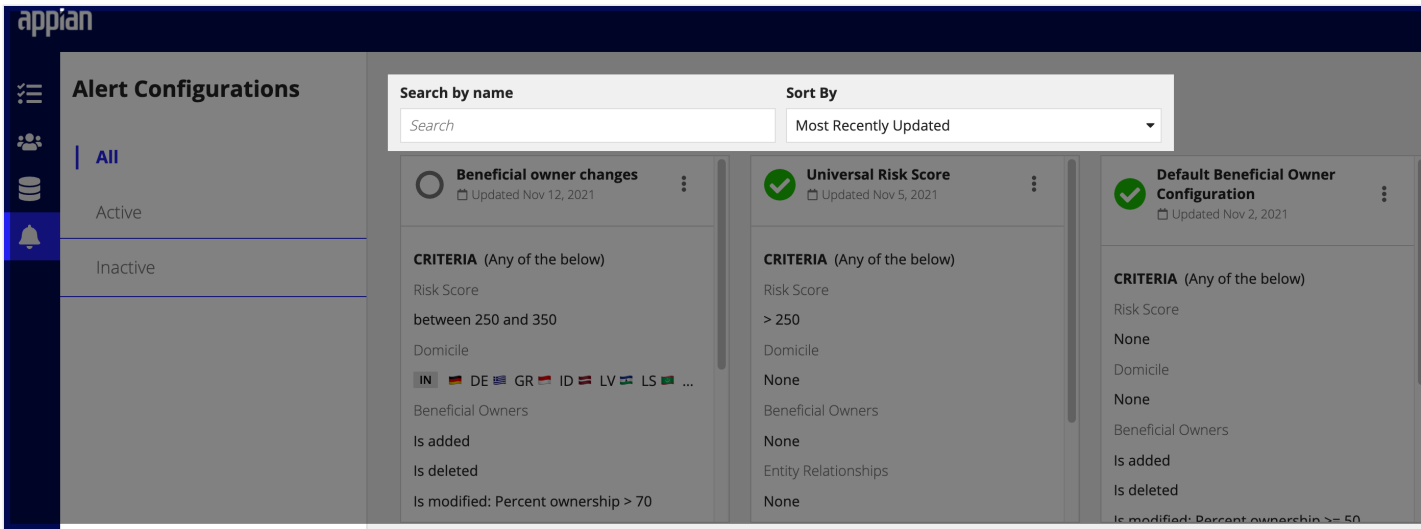 appian
Alert Configurations
All
Active
Inactive
Search by name
Search
Sort By
Most Recently Updated
Beneficial owner changes
Updated Nov 12, 2021
CRITERIA (Any of the below)
Risk Score
between 250 and 350
Domicile
IN DE GR ID LV LS ...
Beneficial Owners
Is added
Is deleted
Is modified: Percent ownership > 70
Universal Risk Score
Updated Nov 5, 2021
CRITERIA (Any of the below)
Risk Score
> 250
Domicile
None
Beneficial Owners
None
Entity Relationships
None
Default Beneficial Owner
Configuration
Updated Nov 2, 2021
CRITERIA (Any of the below)
Risk Score
None
Domicile
None
Beneficial Owners
Is added
Is deleted
Is modified: Percent ownership >= 50